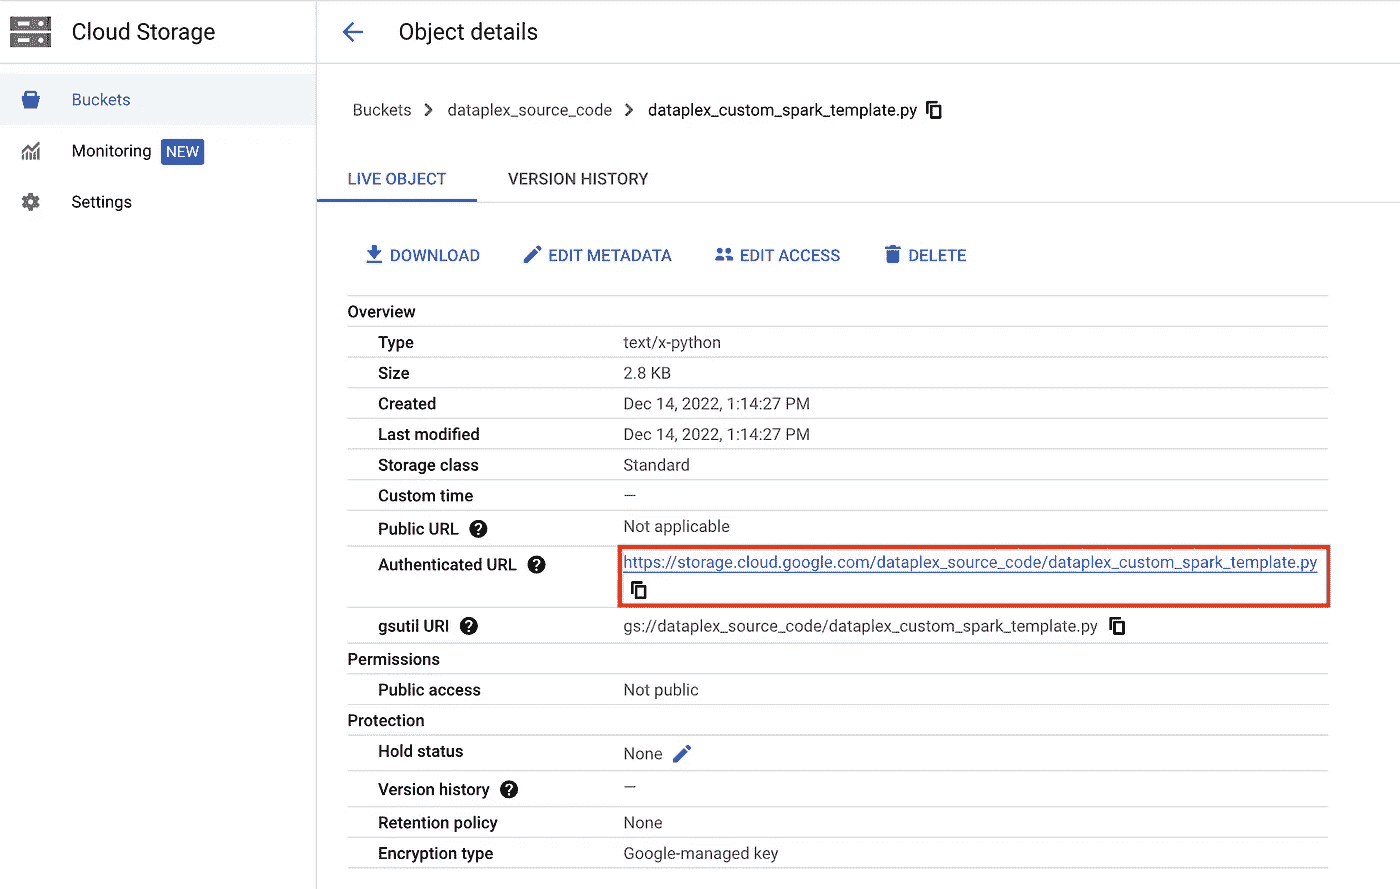 Cloud Storage
Object details
Buckets
Monitoring NEW
Settings
Buckets > dataplex_source_code > dataplex_custom_spark_template.py
LIVE OBJECT VERSION HISTORY
DOWNLOAD EDIT METADATA EDIT ACCESS DELETE
Overview
Type text/x-python
Size 2.8 KB
Created Dec 14, 2022, 1:14:27 PM
Last modified Dec 14, 2022, 1:14:27 PM
Storage class Standard
Custom time —
Public URL ? Not applicable
Authenticated URL ? https://storage.cloud.google.com/dataplex_source_code/dataplex_custom_spark_template.py
gsutil URI ? gs://dataplex_source_code/dataplex_custom_spark_template.py
Permissions
Public access Not public
Protection
Hold status None
Version history ? —
Retention policy None
Encryption type Google-managed key